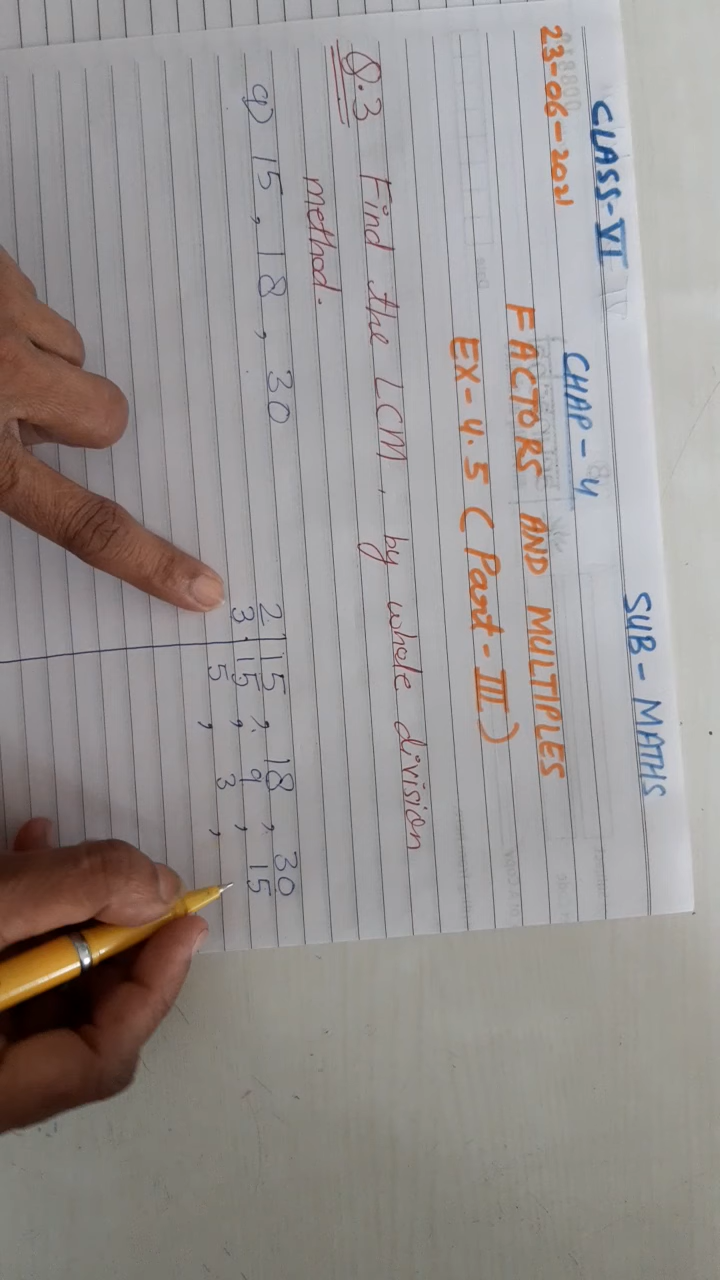 CLASS-VI SUB-MATHS
23-06-2021 CHAP-4
FACTORS AND MULTIPLES
EX-4.5 (Part-III)
Q.3 Find the LCM, by whole division
method.
g) 15, 18, 30
2 15, 18, 30
3 15, 9, 15
5, 3,